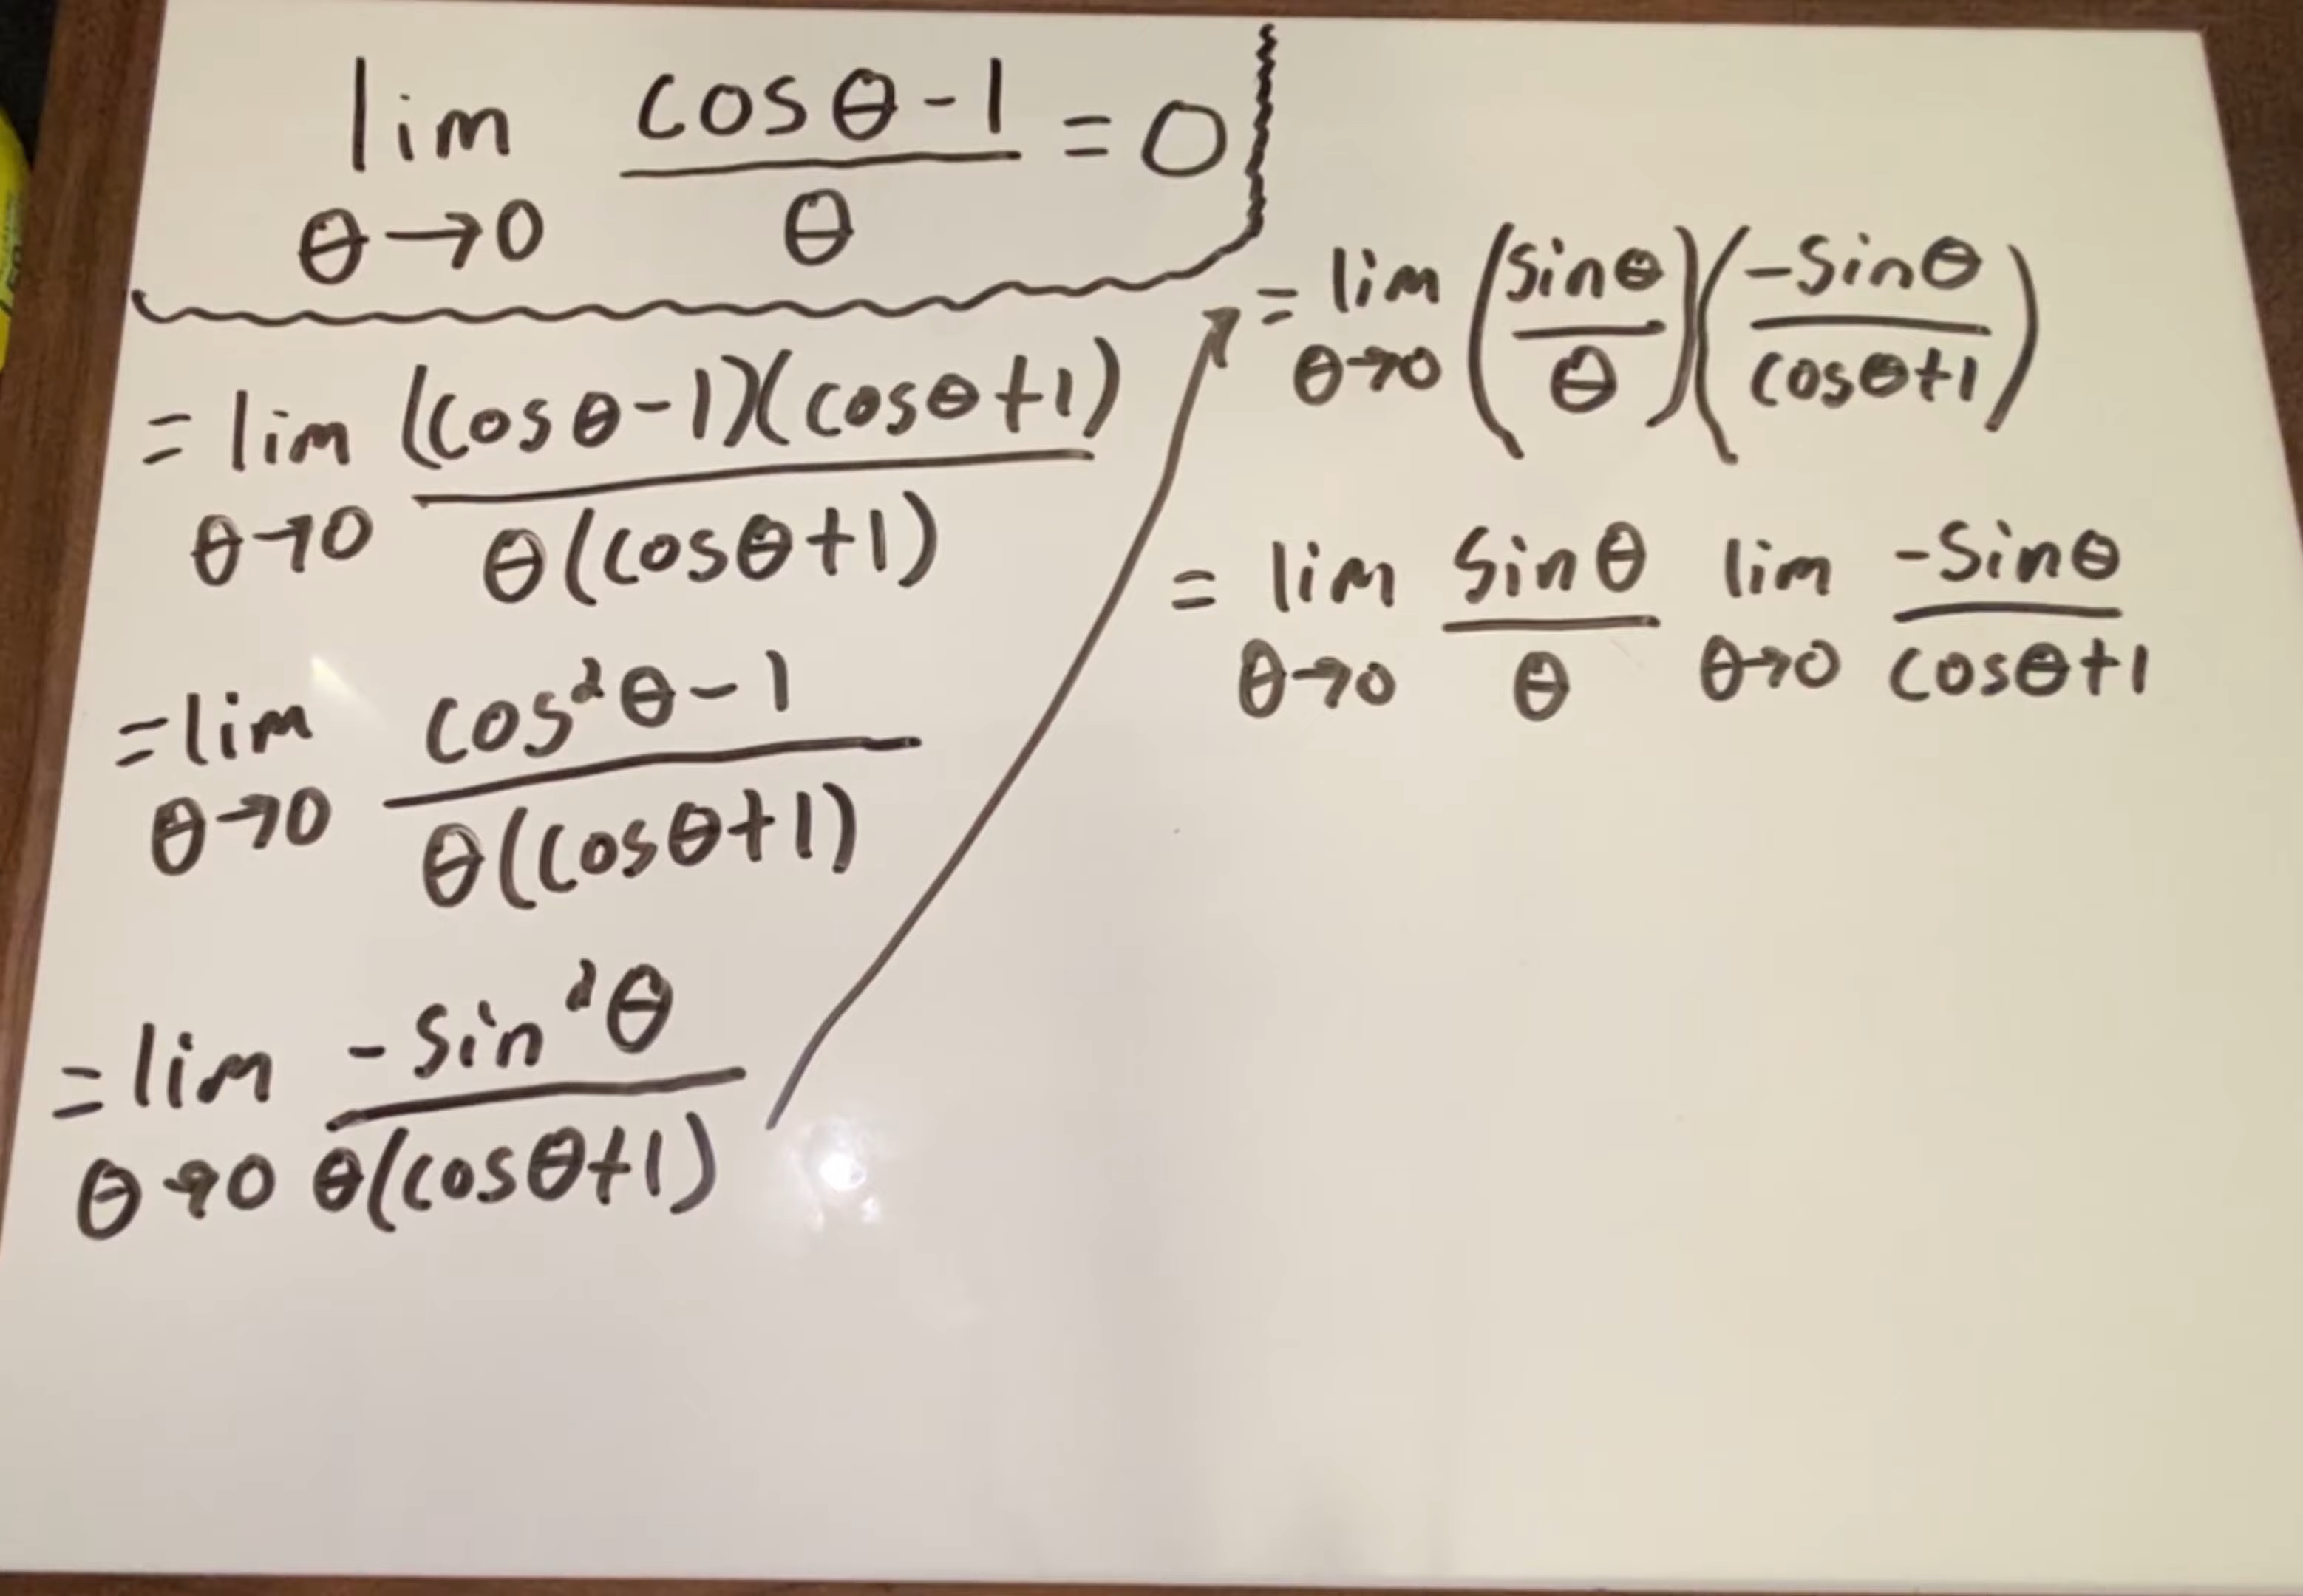 lim θ→0 (cosθ-1)/θ = 0
= lim θ→0 ((cosθ-1)(cosθ+1))/(θ(cosθ+1))
= lim θ→0 (cos²θ-1)/(θ(cosθ+1))
= lim θ→0 (-sin²θ)/(θ(cosθ+1))
= lim θ→0 (sinθ/θ)(-sinθ/(cosθ+1))
= lim θ→0 sinθ/θ lim θ→0 -sinθ/(cosθ+1)